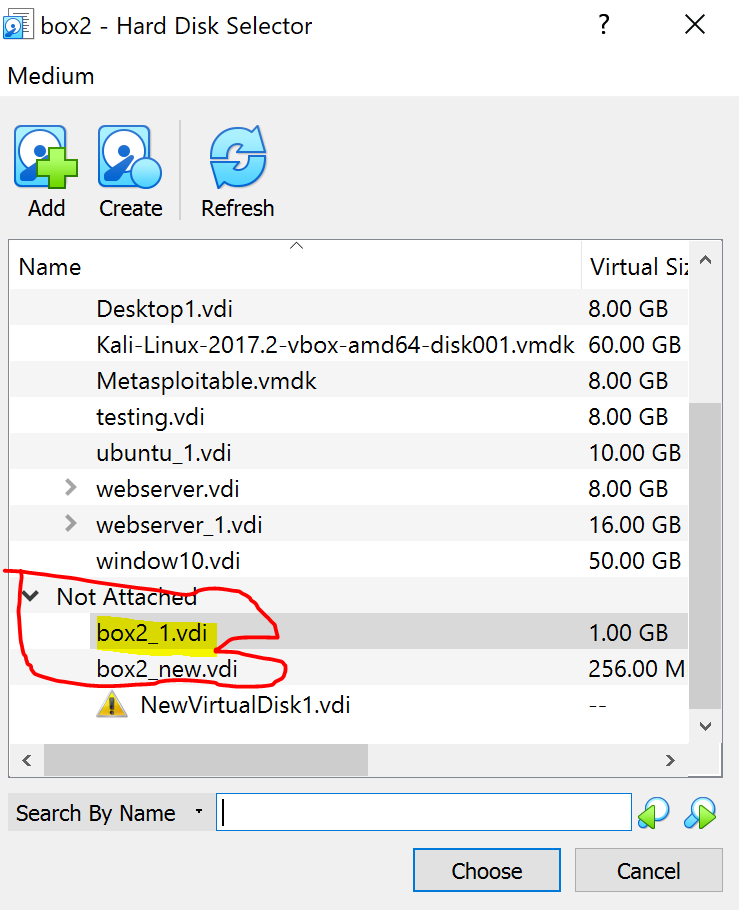 box2 - Hard Disk Selector ?
Medium
Add Create Refresh
Name Virtual Siz
Desktop1.vdi 8.00 GB
Kali-Linux-2017.2-vbox-amd64-disk001.vmdk 60.00 GB
Metasploitable.vmdk 8.00 GB
testing.vdi 8.00 GB
ubuntu_1.vdi 10.00 GB
webserver.vdi 8.00 GB
webserver_1.vdi 16.00 GB
window10.vdi 50.00 GB
Not Attached
box2_1.vdi 1.00 GB
box2_new.vdi 256.00 M
NewVirtualDisk1.vdi --
Search By Name
Choose Cancel